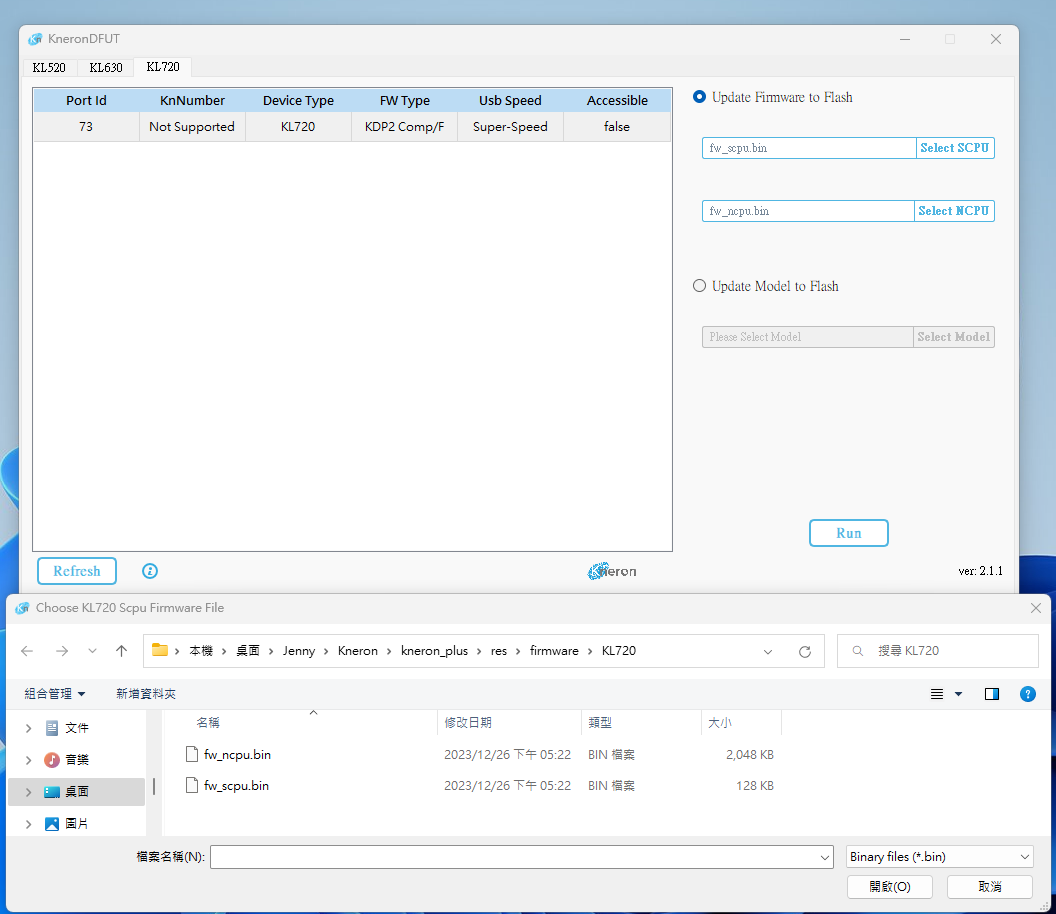 KneronDFUT
KL520 KL630 KL720
Port Id KnNumber Device Type FW Type Usb Speed Accessible
73 Not Supported KL720 KDP2 Comp/F Super-Speed false
Update Firmware to Flash
fw_scpu.bin Select SCPU
fw_ncpu.bin Select NCPU
Update Model to Flash
Please Select Model Select Model
Run
Refresh Kneron ver: 2.1.1
Choose KL720 Scpu Firmware File
本機 桌面 Jenny Kneron kneron_plus res firmware KL720 搜尋 KL720
組合管理 新增資料夾
名稱 修改日期 類型 大小
文件
fw_ncpu.bin 2023/12/26 下午 05:22 BIN 檔案 2,048 KB
音樂
fw_scpu.bin 2023/12/26 下午 05:22 BIN 檔案 128 KB
桌面
圖片
檔案名稱(N): Binary files (*.bin)
開啟(O) 取消